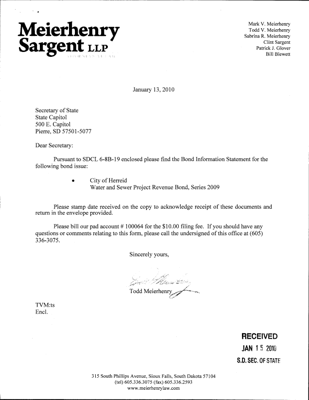 Meierhenry
Sargent LLP
Mark V. Meierhenry
Todd V. Meierhenry
Sabrina R. Meierhenry
Clint Sargent
Patrick J. Glover
Bill Blewett
January 13, 2010
Secretary of State
State Capitol
500 E. Capitol
Pierre, SD 57501-5077
Dear Secretary:
Pursuant to SDCL 6-8B-19 enclosed please find the Bond Information Statement for the
following bond issue:
• City of Herreid
Water and Sewer Project Revenue Bond, Series 2009
Please stamp date received on the copy to acknowledge receipt of these documents and
return in the envelope provided.
Please bill our pad account # 100064 for the $10.00 filing fee. If you should have any
questions or comments relating to this form, please call the undersigned of this office at (605)
336-3075.
Sincerely yours,
Todd Meierhenry
TVM:ts
Encl.
RECEIVED
JAN 15 2010
S.D. SEC. OF STATE
315 South Phillips Avenue, Sioux Falls, South Dakota 57104
(tel) 605.336.3075 (fax) 605.336.2593
www.meierhenrylaw.com